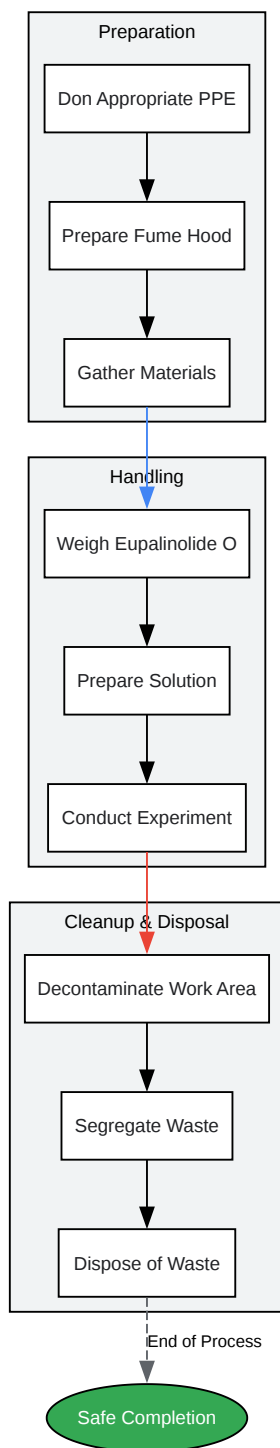 Preparation
Don Appropriate PPE
Prepare Fume Hood
Gather Materials
Handling
Weigh Eupalinolide O
Prepare Solution
Conduct Experiment
Cleanup & Disposal
Decontaminate Work Area
Segregate Waste
Dispose of Waste
End of Process
Safe Completion